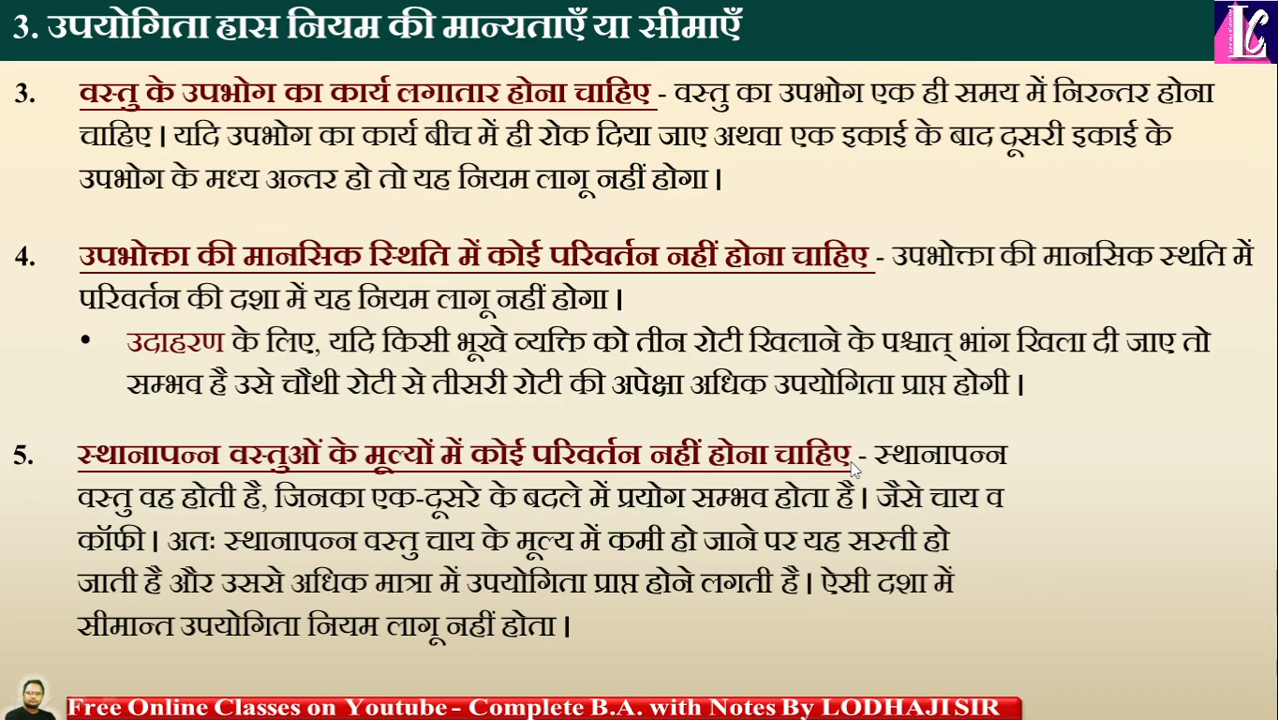 3. उपयोगिता ह्रास नियम की मान्यताएँ या सीमाएँ
LC
3. वस्तु के उपभोग का कार्य लगातार होना चाहिए - वस्तु का उपभोग एक ही समय में निरन्तर होना
चाहिए। यदि उपभोग का कार्य बीच में ही रोक दिया जाए अथवा एक इकाई के बाद दूसरी इकाई के
उपभोग के मध्य अन्तर हो तो यह नियम लागू नहीं होगा।
4. उपभोक्ता की मानसिक स्थिति में कोई परिवर्तन नहीं होना चाहिए - उपभोक्ता की मानसिक स्थति में
परिवर्तन की दशा में यह नियम लागू नहीं होगा।
• उदाहरण के लिए, यदि किसी भूखे व्यक्ति को तीन रोटी खिलाने के पश्चात् भांग खिला दी जाए तो
सम्भव है उसे चौथी रोटी से तीसरी रोटी की अपेक्षा अधिक उपयोगिता प्राप्त होगी।
5. स्थानापन्न वस्तुओं के मूल्यों में कोई परिवर्तन नहीं होना चाहिए - स्थानापन्न
वस्तु वह होती है, जिनका एक-दूसरे के बदले में प्रयोग सम्भव होता है। जैसे चाय व
कॉफी। अतः स्थानापन्न वस्तु चाय के मूल्य में कमी हो जाने पर यह सस्ती हो
जाती है और उससे अधिक मात्रा में उपयोगिता प्राप्त होने लगती है। ऐसी दशा में
सीमान्त उपयोगिता नियम लागू नहीं होता।
Free Online Classes on Youtube - Complete B.A. with Notes By LODHAJI SIR